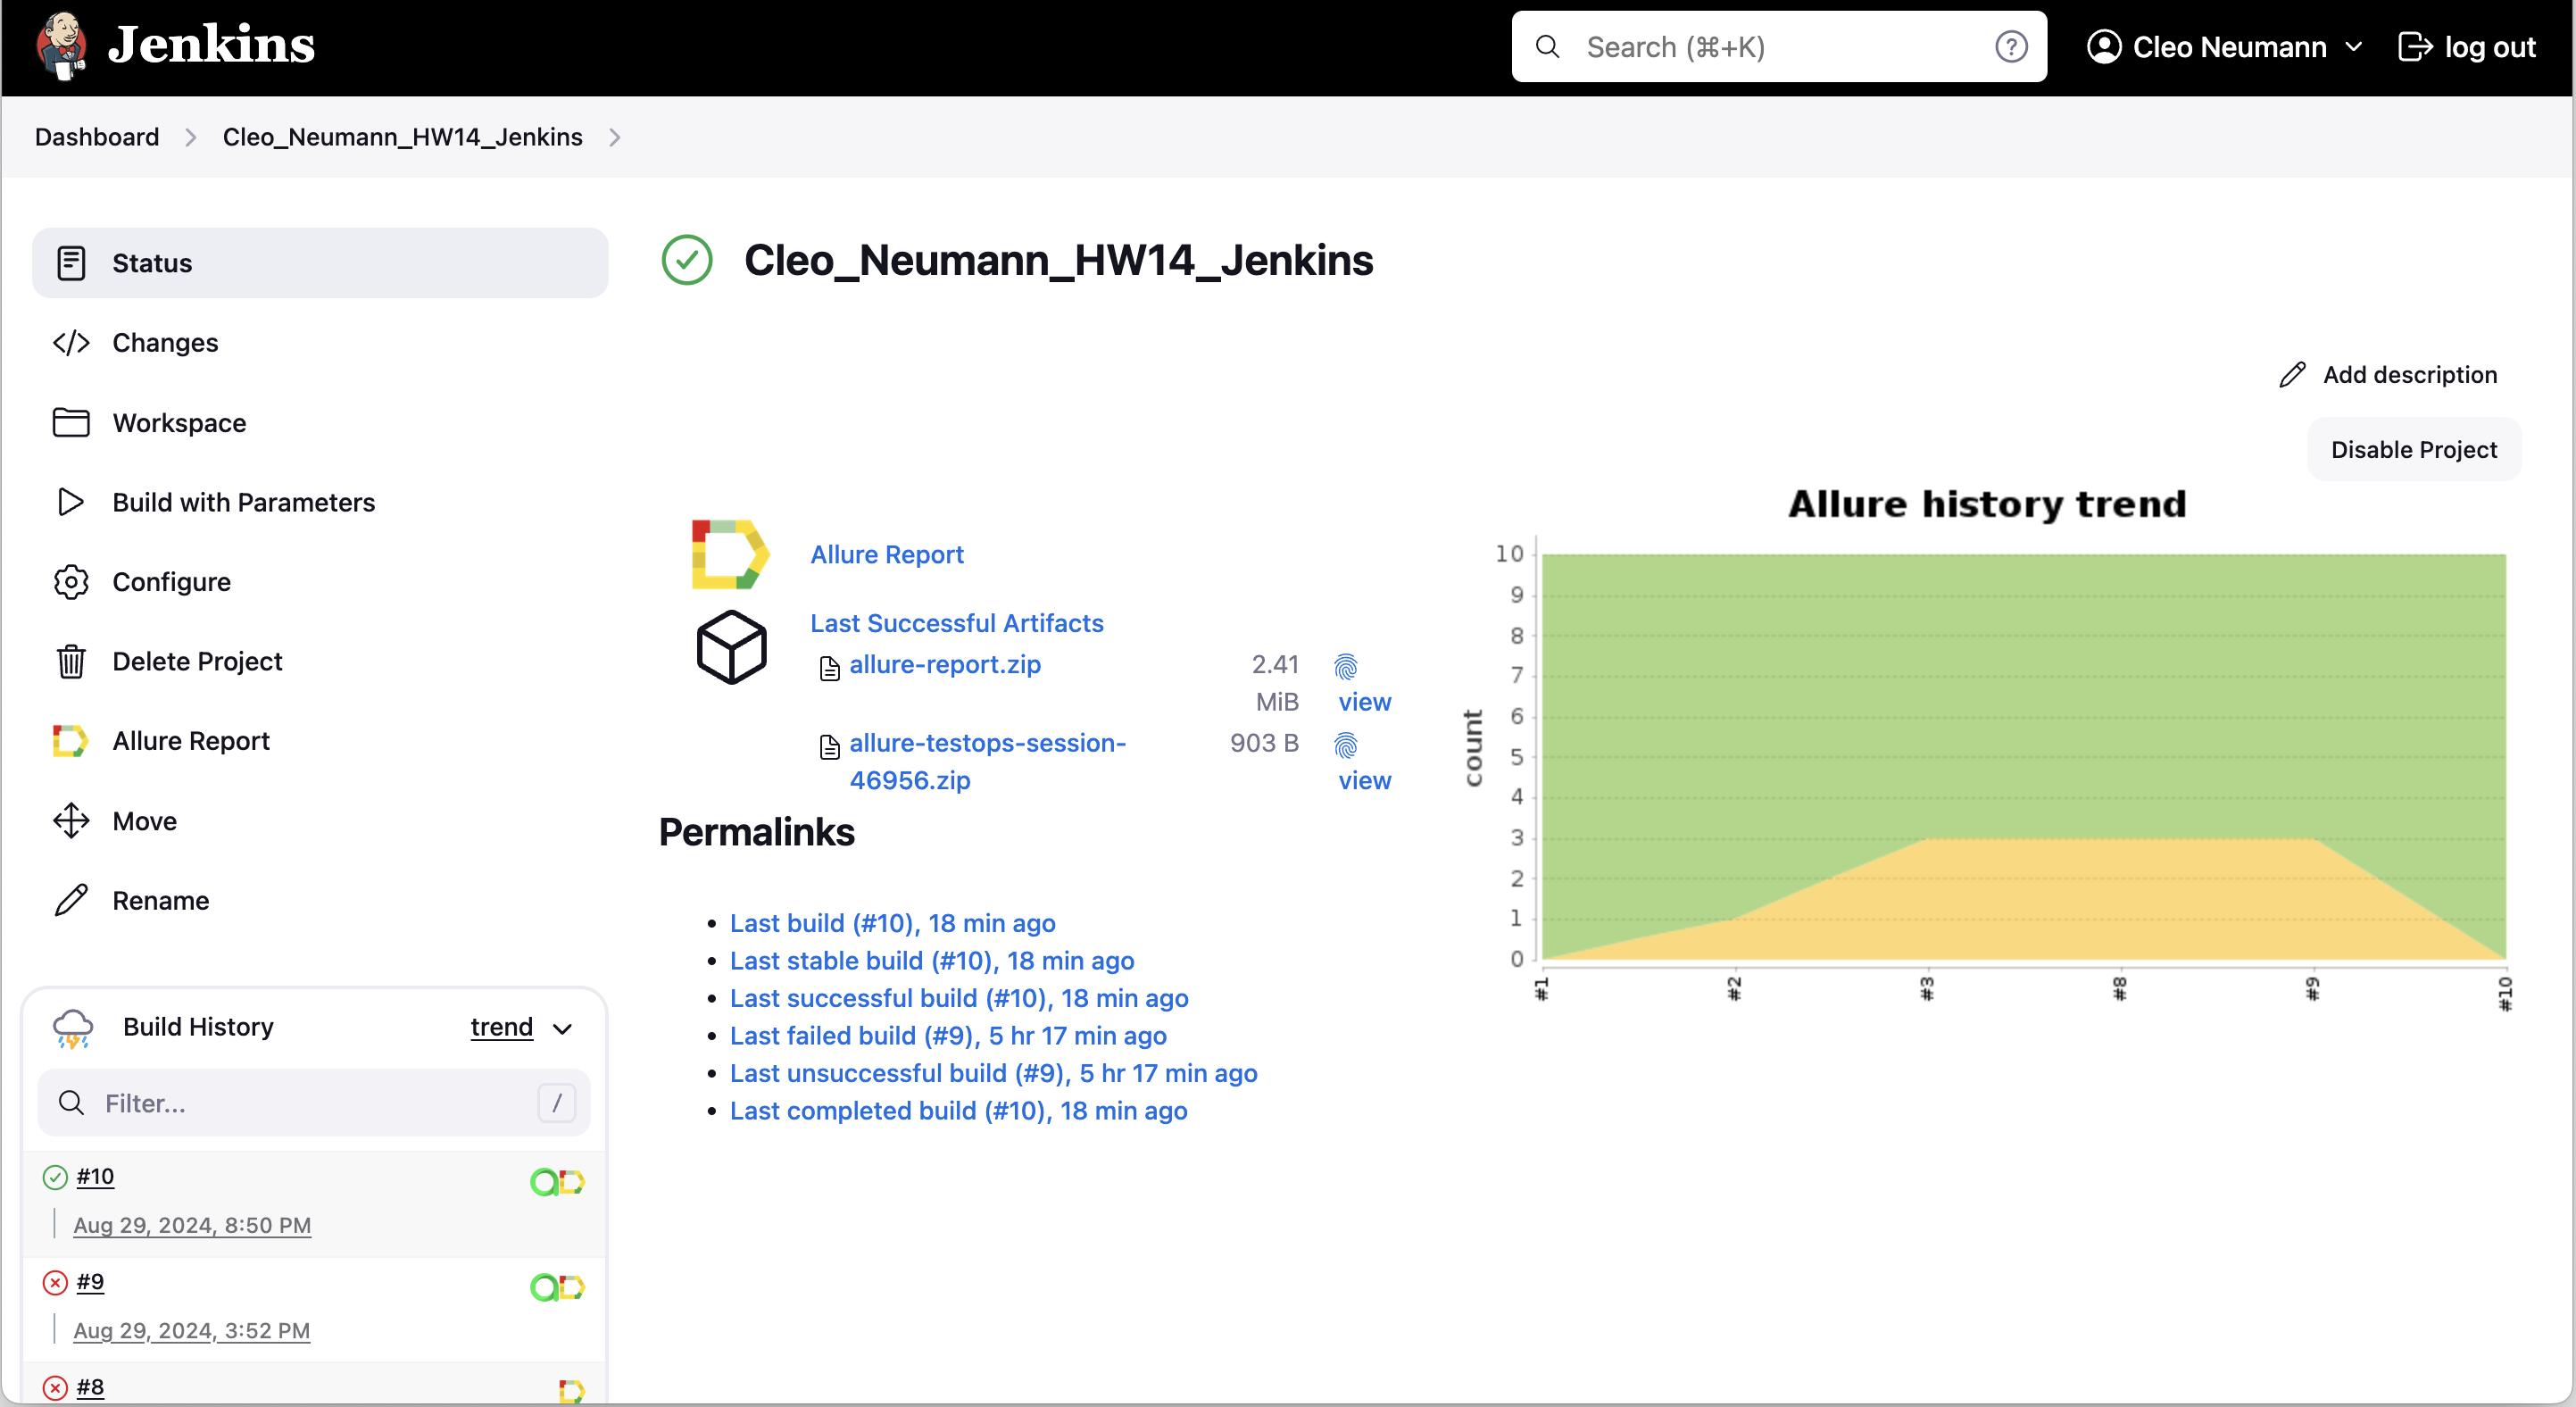 Jenkins
Search (⌘+K)
?
Cleo Neumann
log out
Dashboard
Cleo_Neumann_HW14_Jenkins
Status
Changes
Workspace
Build with Parameters
Configure
Delete Project
Allure Report
Move
Rename
Build History
trend
Filter...
/
#10
Aug 29, 2024, 8:50 PM
#9
Aug 29, 2024, 3:52 PM
#8
Cleo_Neumann_HW14_Jenkins
Add description
Disable Project
Allure Report
Last Successful Artifacts
allure-report.zip
2.41
MiB
view
allure-testops-session-
46956.zip
903 B
view
Permalinks
Last build (#10), 18 min ago
Last stable build (#10), 18 min ago
Last successful build (#10), 18 min ago
Last failed build (#9), 5 hr 17 min ago
Last unsuccessful build (#9), 5 hr 17 min ago
Last completed build (#10), 18 min ago
Allure history trend
count
10
9
8
7
6
5
4
3
2
1
0
#1
#2
#3
#8
#9
#10